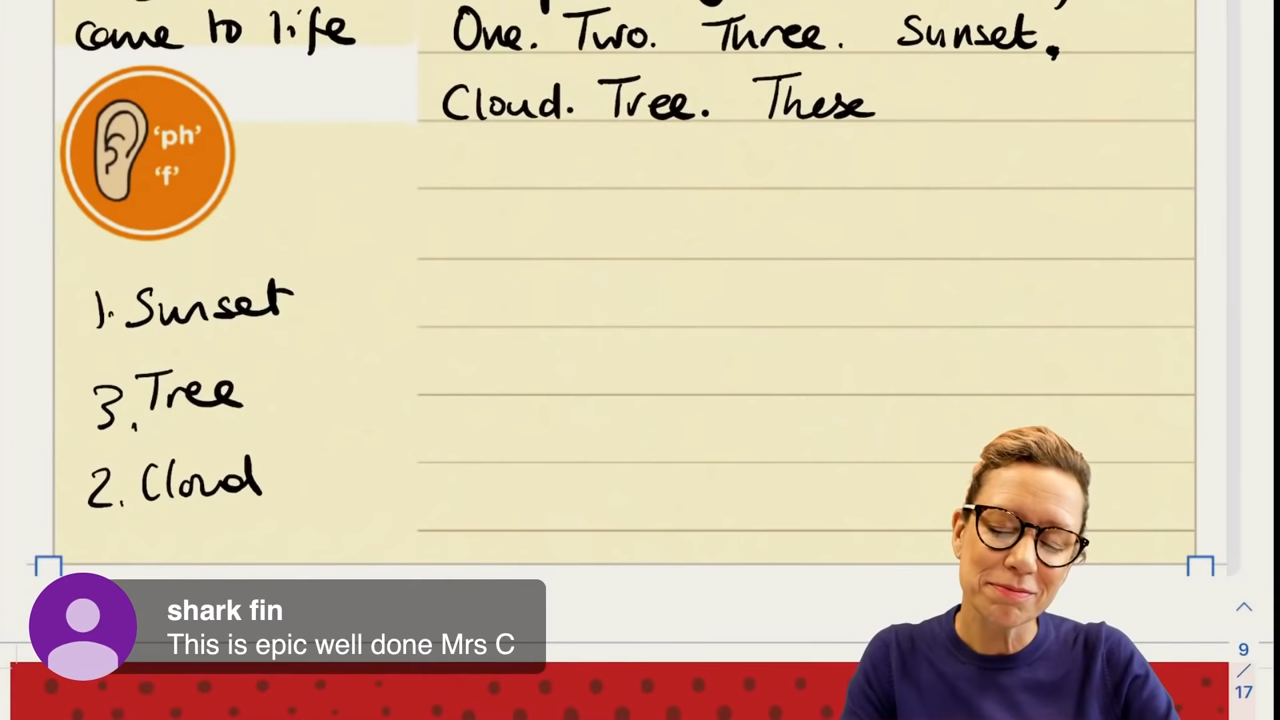 come to life
One. Two. Three. Sunset.
Cloud. Tree. These
'ph'
'f'
1. Sunset
3. Tree
2. Cloud
shark fin
This is epic well done Mrs C
9
/
17